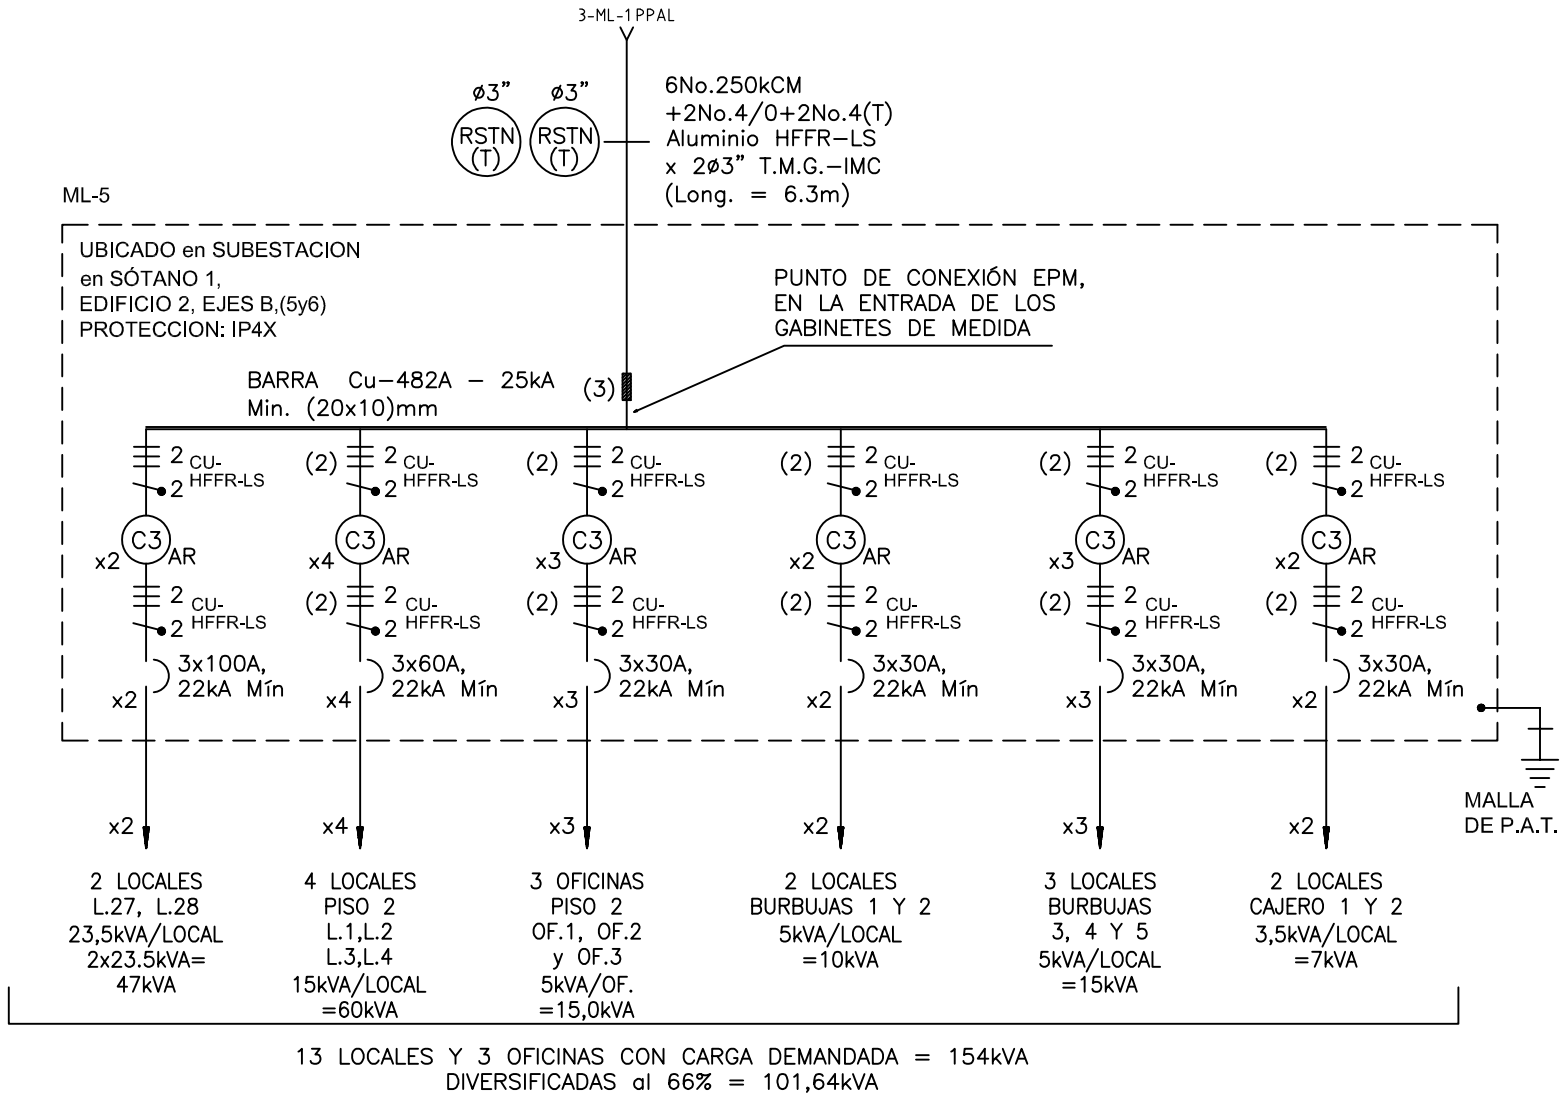 3-ML-1PPAL
ø3" ø3"
RSTN RSTN
(T) (T)
6No.250kCM
+2No.4/0+2No.4(T)
Aluminio HFFR-LS
x 2ø3" T.M.G.-IMC
(Long. = 6.3m)
ML-5
UBICADO en SUBESTACION
en SÓTANO 1,
EDIFICIO 2, EJES B,(5y6)
PROTECCION: IP4X
PUNTO DE CONEXIÓN EPM,
EN LA ENTRADA DE LOS
GABINETES DE MEDIDA
BARRA Cu-482A - 25kA
Min. (20x10)mm
(3)
2 CU-
2 HFFR-LS
C3
x2 AR
2 CU-
2 HFFR-LS
3x100A,
22kA Mín
x2
x2
2 LOCALES
L.27, L.28
23,5kVA/LOCAL
2x23.5kVA=
47kVA
(2) 2 CU-
2 HFFR-LS
C3
x4 AR
(2) 2 CU-
2 HFFR-LS
3x60A,
22kA Mín
x4
x4
4 LOCALES
PISO 2
L.1,L.2
L.3,L.4
15kVA/LOCAL
=60kVA
(2) 2 CU-
2 HFFR-LS
C3
x3 AR
(2) 2 CU-
2 HFFR-LS
3x30A,
22kA Mín
x3
x3
3 OFICINAS
PISO 2
OF.1, OF.2
y OF.3
5kVA/OF.
=15,0kVA
(2) 2 CU-
2 HFFR-LS
C3
x2 AR
(2) 2 CU-
2 HFFR-LS
3x30A,
22kA Mín
x2
x2
2 LOCALES
BURBUJAS 1 Y 2
5kVA/LOCAL
=10kVA
(2) 2 CU-
2 HFFR-LS
C3
x3 AR
(2) 2 CU-
2 HFFR-LS
3x30A,
22kA Mín
x3
x3
3 LOCALES
BURBUJAS
3, 4 Y 5
5kVA/LOCAL
=15kVA
(2) 2 CU-
2 HFFR-LS
C3
x2 AR
(2) 2 CU-
2 HFFR-LS
3x30A,
22kA Mín
x2
x2
2 LOCALES
CAJERO 1 Y 2
3,5kVA/LOCAL
=7kVA
MALLA
DE P.A.T.
13 LOCALES Y 3 OFICINAS CON CARGA DEMANDADA = 154kVA
DIVERSIFICADAS al 66% = 101,64kVA